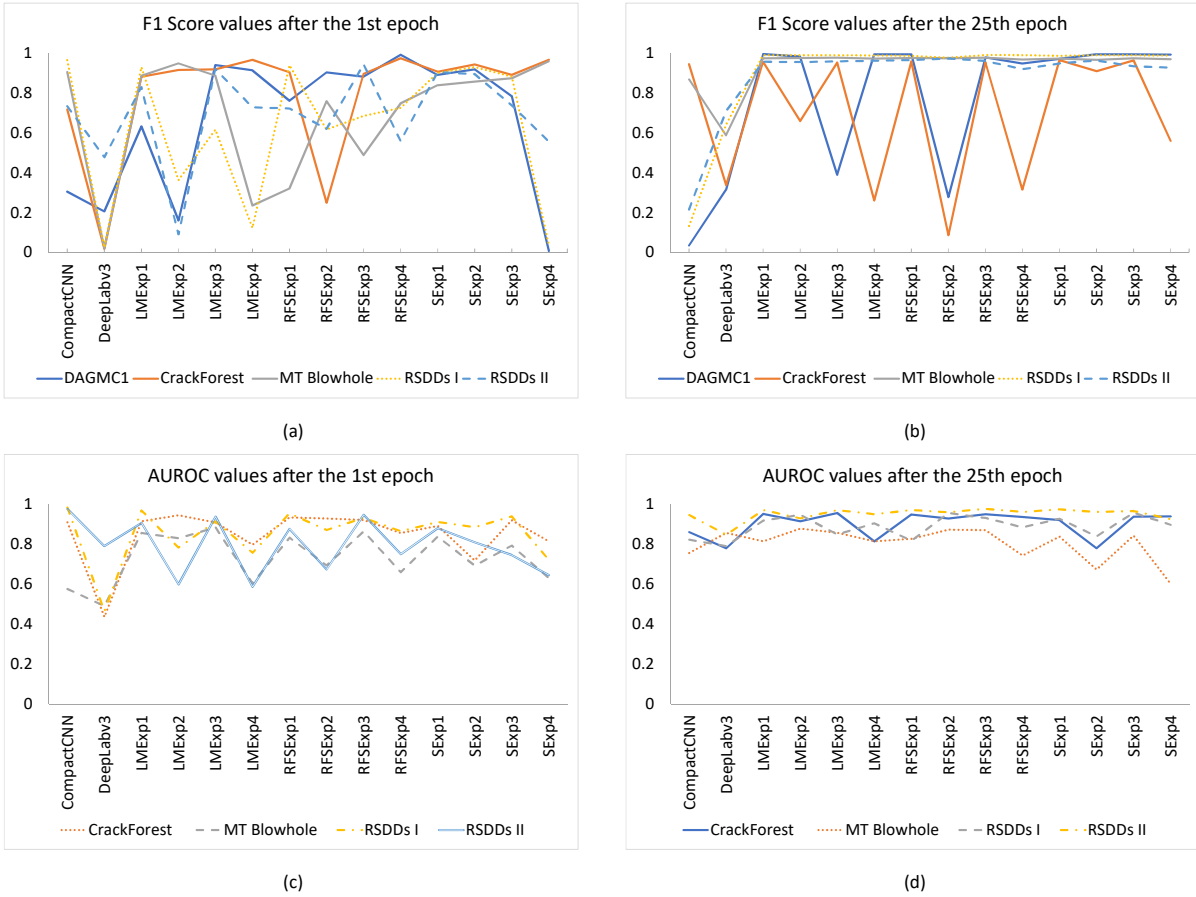 F1 Score values after the 1st epoch
1
0.8
0.6
0.4
0.2
0
CompactCNN
DeepLabv3
LMExp1
LMExp2
LMExp3
LMExp4
RFSExp1
RFSExp2
RFSExp3
RFSExp4
SExp1
SExp2
SExp3
SExp4
DAGMC1 CrackForest MT Blowhole RSDDs I RSDDs II
(a)
F1 Score values after the 25th epoch
1
0.8
0.6
0.4
0.2
0
CompactCNN
DeepLabv3
LMExp1
LMExp2
LMExp3
LMExp4
RFSExp1
RFSExp2
RFSExp3
RFSExp4
SExp1
SExp2
SExp3
SExp4
DAGMC1 CrackForest MT Blowhole RSDDs I RSDDs II
(b)
AUROC values after the 1st epoch
1
0.8
0.6
0.4
0.2
0
CompactCNN
DeepLabv3
LMExp1
LMExp2
LMExp3
LMExp4
RFSExp1
RFSExp2
RFSExp3
RFSExp4
SExp1
SExp2
SExp3
SExp4
CrackForest MT Blowhole RSDDs I RSDDs II
(c)
AUROC values after the 25th epoch
1
0.8
0.6
0.4
0.2
0
CompactCNN
DeepLabv3
LMExp1
LMExp2
LMExp3
LMExp4
RFSExp1
RFSExp2
RFSExp3
RFSExp4
SExp1
SExp2
SExp3
SExp4
CrackForest MT Blowhole RSDDs I RSDDs II
(d)